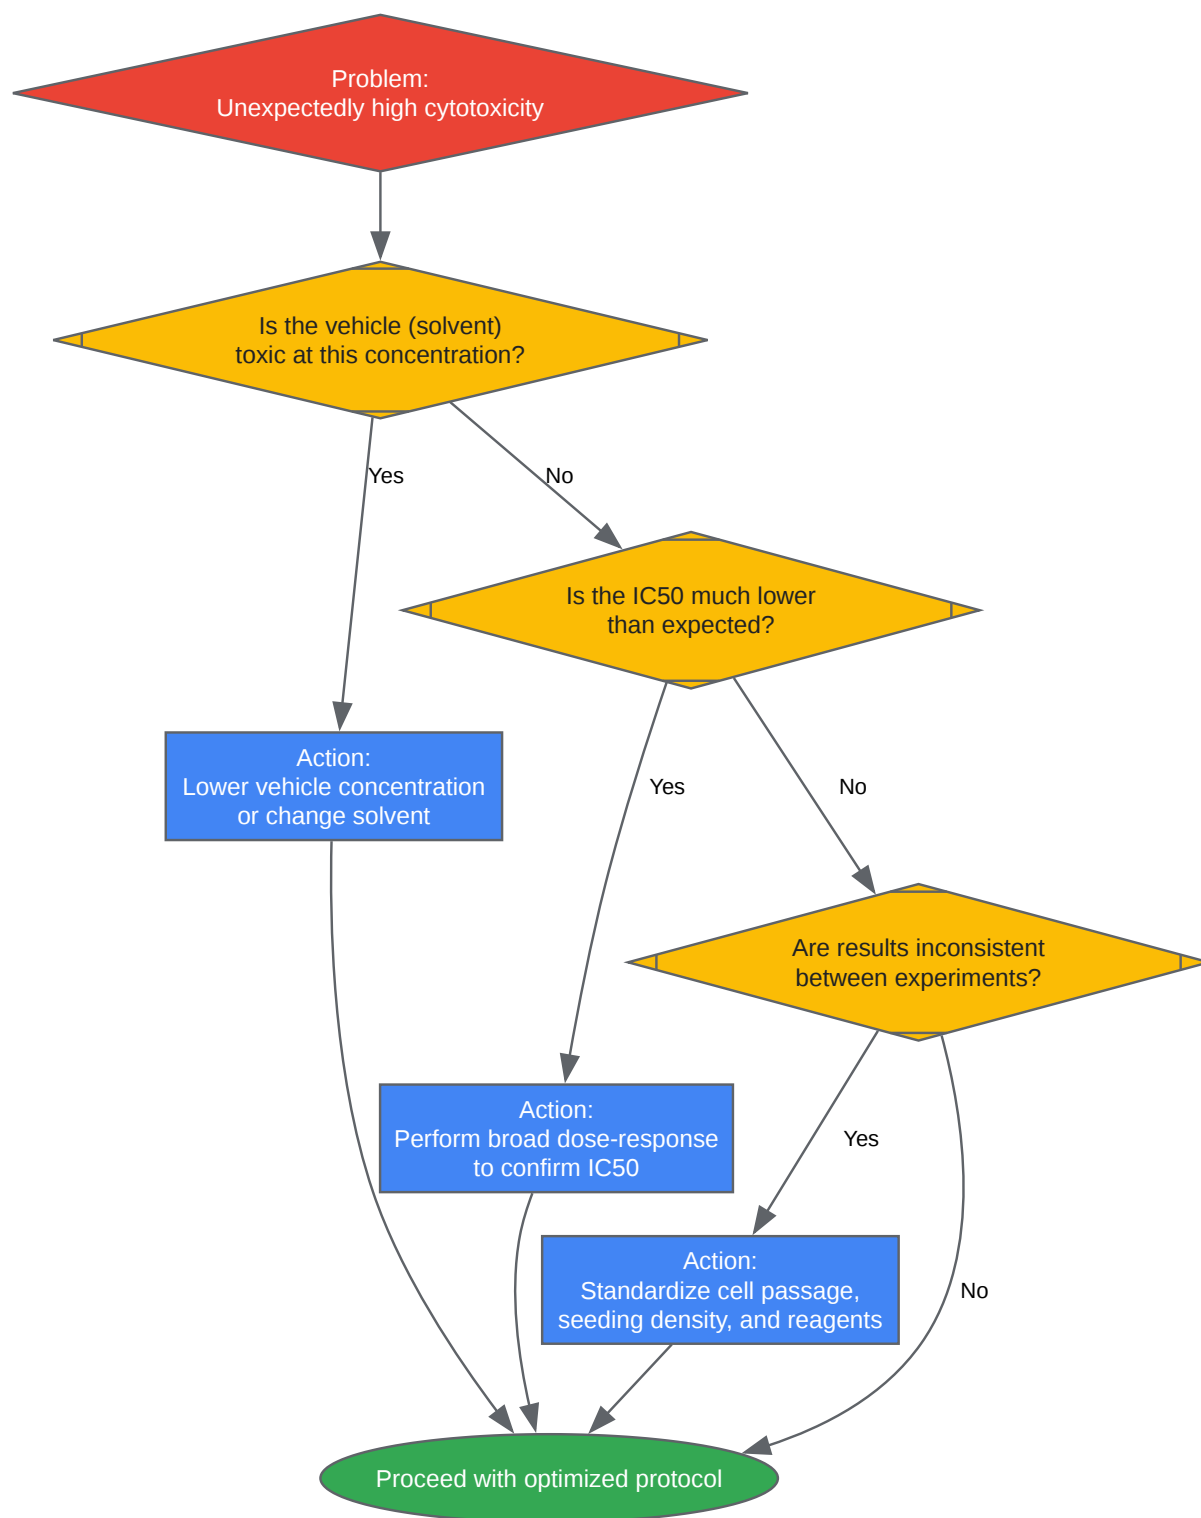 Problem:
Unexpectedly high cytotoxicity
Is the vehicle (solvent)
toxic at this concentration?
Yes
No
Is the IC50 much lower
than expected?
Action:
Lower vehicle concentration
or change solvent
Yes
No
Are results inconsistent
between experiments?
Action:
Perform broad dose-response
to confirm IC50
Yes
Action:
Standardize cell passage,
seeding density, and reagents
No
Proceed with optimized protocol